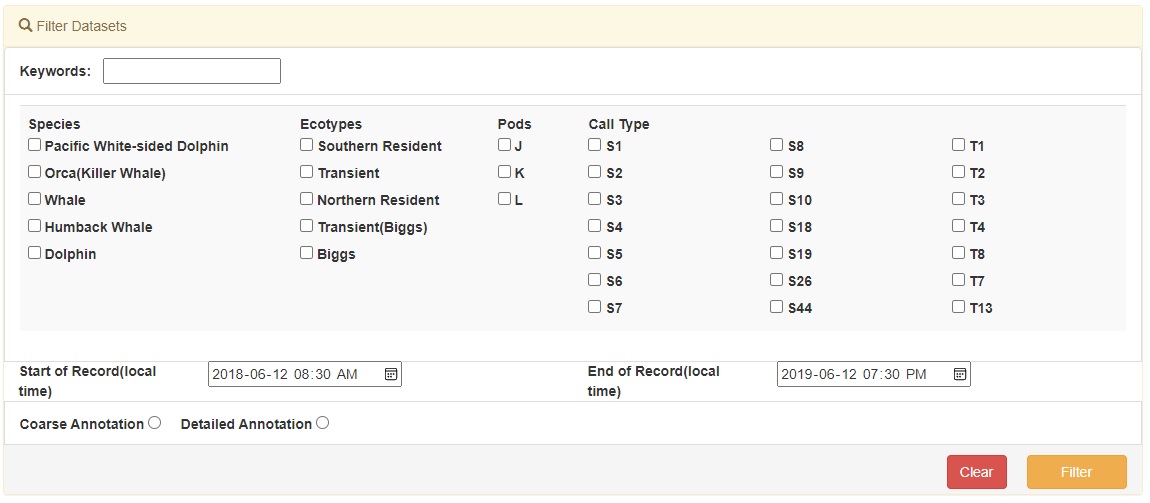 Filter Datasets
Keywords:
Species Ecotypes Pods Call Type
Pacific White-sided Dolphin Southern Resident J S1 S8 T1
Orca(Killer Whale) Transient K S2 S9 T2
Whale Northern Resident L S3 S10 T3
Humback Whale Transient(Biggs) S4 S18 T4
Dolphin Biggs S5 S19 T8
S6 S26 T7
S7 S44 T13
Start of Record(local time) 2018-06-12 08:30 AM End of Record(local time) 2019-06-12 07:30 PM
Coarse Annotation Detailed Annotation
Clear Filter